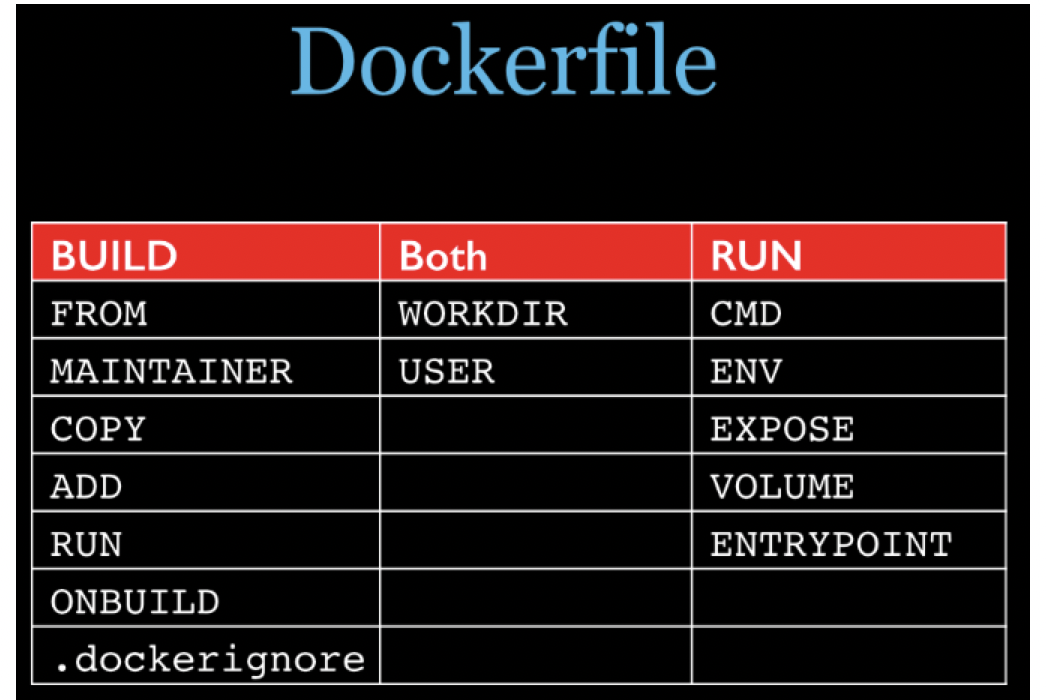 Dockerfile
BUILD Both RUN
FROM WORKDIR CMD
MAINTAINER USER ENV
COPY EXPOSE
ADD VOLUME
RUN ENTRYPOINT
ONBUILD
.dockerignore